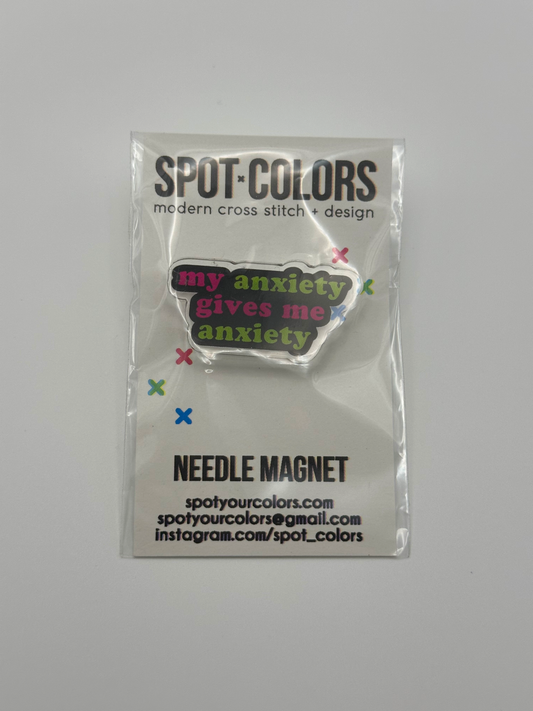 SPOT×COLORS
modern cross stitch + design
my anxiety
gives me
anxiety
NEEDLE MAGNET
spotyourcolors.com
spotyourcolors@gmail.com
instagram.com/spot_colors